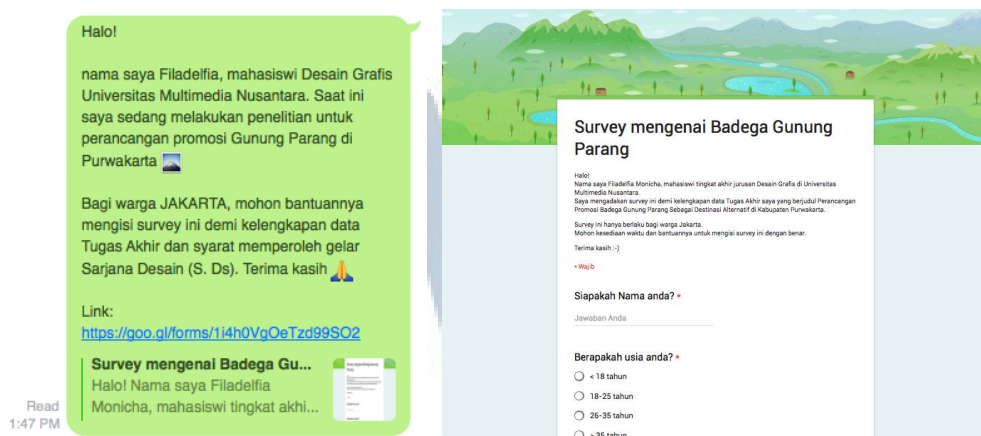 Halo!
nama saya Filadelfia, mahasiswi Desain Grafis
Universitas Multimedia Nusantara. Saat ini
saya sedang melakukan penelitian untuk
perancangan promosi Gunung Parang di
Purwakarta 🗻
Bagi warga JAKARTA, mohon bantuannya
mengisi survey ini demi kelengkapan data
Tugas Akhir dan syarat memperoleh gelar
Sarjana Desain (S. Ds). Terima kasih 🙏
Link:
https://goo.gl/forms/1i4h0VgOeTzd99SO2
Survey mengenai Badega Gu...
Halo! Nama saya Filadelfia
Monicha, mahasiswi tingkat akhi...
Read
1:47 PM
Survey mengenai Badega Gunung
Parang
Halo!
Nama saya Filadelfia Monicha, mahasiswi tingkat akhir jurusan Desain Grafis di Universitas
Multimedia Nusantara.
Saya mengadakan survey ini demi kelengkapan data Tugas Akhir saya yang berjudul Perancangan
Promosi Badega Gunung Parang Sebagai Destinasi Alternatif di Kabupaten Purwakarta.
Survey ini hanya berlaku bagi warga Jakarta.
Mohon kesediaan waktu dan bantuannya untuk mengisi survey ini dengan benar.
Terima kasih :-)
* Wajib
Siapakah Nama anda? *
Jawaban Anda
Berapakah usia anda? *
< 18 tahun
18-25 tahun
26-35 tahun
> 35 tahun